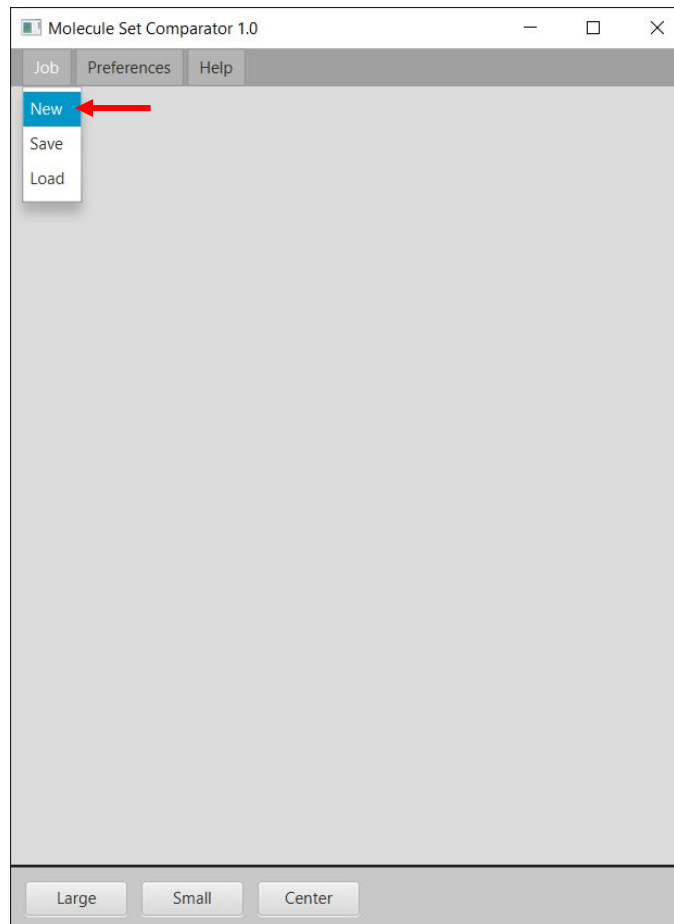 Molecule Set Comparator 1.0
Job Preferences Help
New
Save
Load
Large Small Center